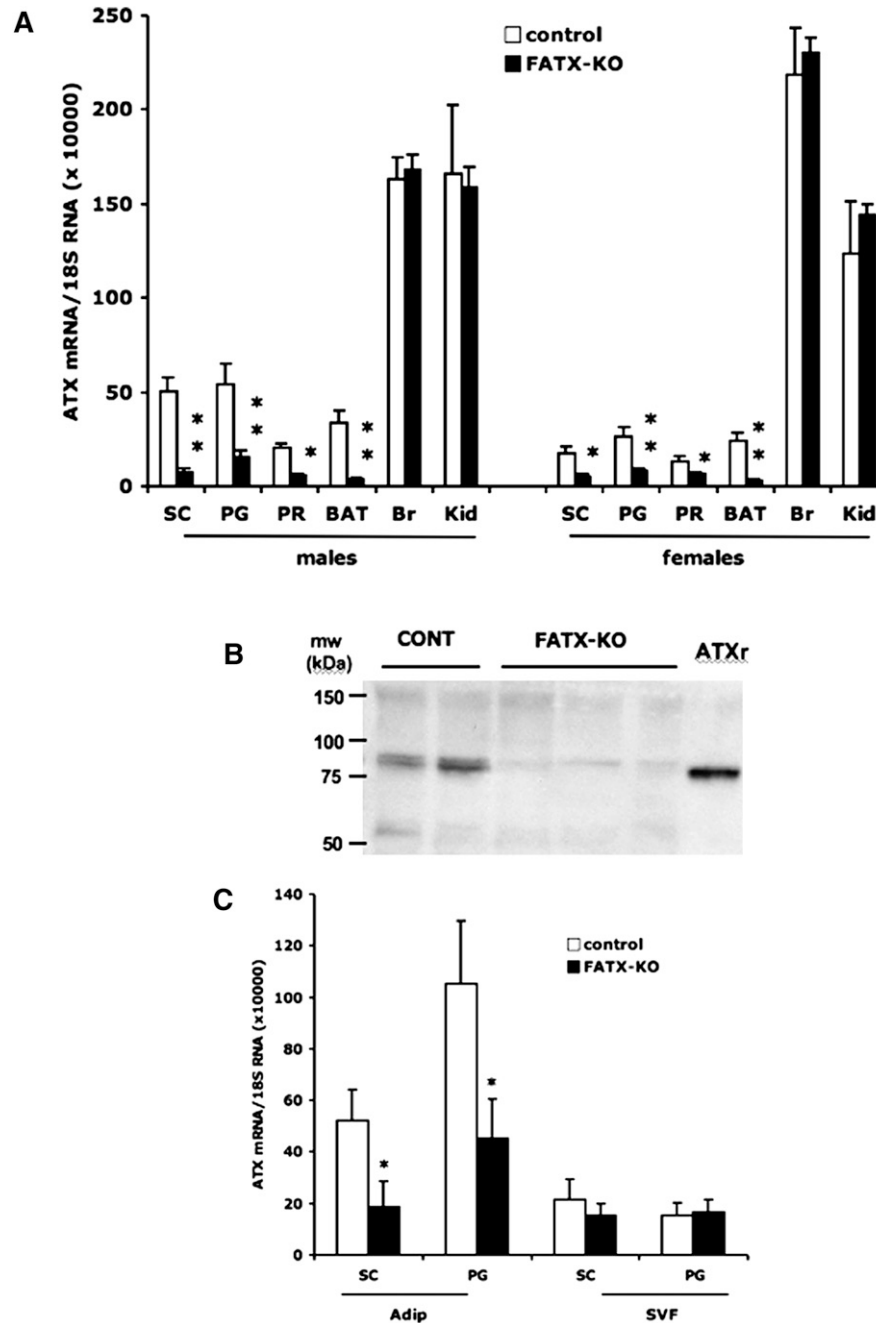 A
ATX mRNA/18S RNA (x 10000)
250
200
150
100
50
0
control
FATX-KO
* *
* *
*
* *
*
* *
*
* *
SC PG PR BAT Br Kid SC PG PR BAT Br Kid
males females
B
mw (kDa)
CONT FATX-KO ATXr
150
100
75
50
C
ATX mRNA/18S RNA (x10000)
140
120
100
80
60
40
20
0
control
FATX-KO
*
*
SC PG SC PG
Adip SVF